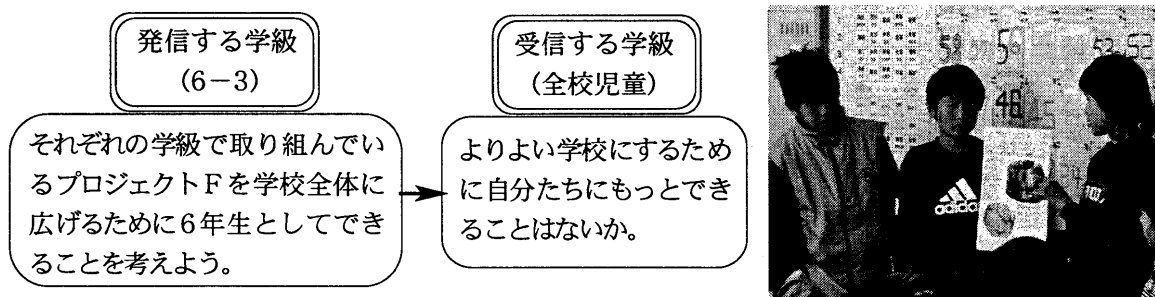 発信する学級
(6-3)
それぞれの学級で取り組んでい
るプロジェクトFを学校全体に
広げるために6年生としてでき
ることを考えよう。
受信する学級
(全校児童)
よりよい学校にするため
に自分たちにもっとでき
ることはないか。
53
52
46
adidas